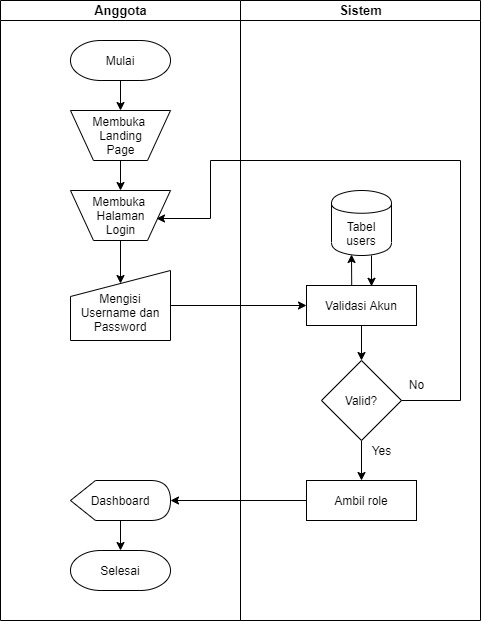 Anggota
Sistem
Mulai
Membuka
Landing
Page
Membuka
Halaman
Login
Tabel
users
Mengisi
Username dan
Password
Validasi Akun
Valid?
No
Yes
Dashboard
Ambil role
Selesai